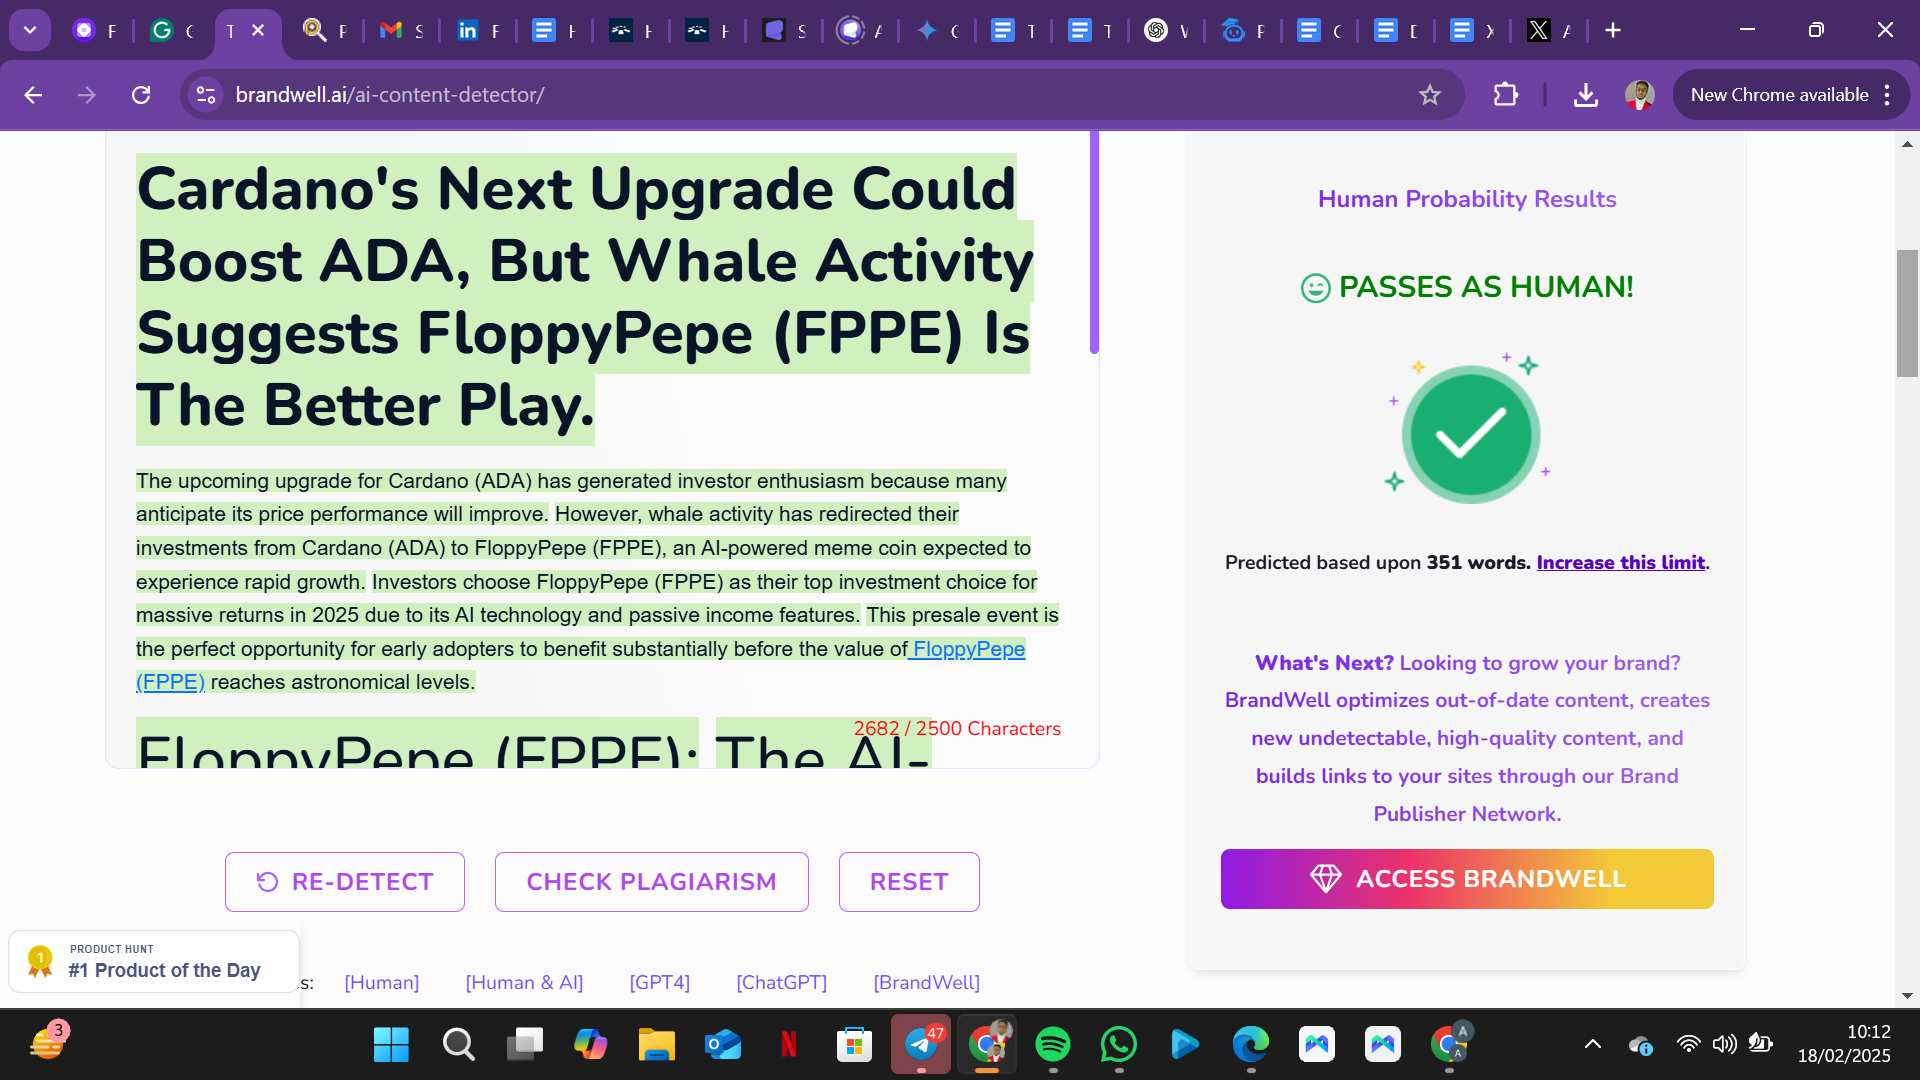 brandwell.ai/ai-content-detector/
New Chrome available
Cardano's Next Upgrade Could
Boost ADA, But Whale Activity
Suggests FloppyPepe (FPPE) Is
The Better Play.
The upcoming upgrade for Cardano (ADA) has generated investor enthusiasm because many
anticipate its price performance will improve. However, whale activity has redirected their
investments from Cardano (ADA) to FloppyPepe (FPPE), an AI-powered meme coin expected to
experience rapid growth. Investors choose FloppyPepe (FPPE) as their top investment choice for
massive returns in 2025 due to its AI technology and passive income features. This presale event is
the perfect opportunity for early adopters to benefit substantially before the value of FloppyPepe
(FPPE) reaches astronomical levels.
2682 / 2500 Characters
FloppyPepe (FPPE): The AI-
RE-DETECT
CHECK PLAGIARISM
RESET
PRODUCT HUNT
#1 Product of the Day
s: [Human] [Human & AI] [GPT4] [ChatGPT] [BrandWell]
Human Probability Results
PASSES AS HUMAN!
Predicted based upon 351 words. Increase this limit.
What's Next? Looking to grow your brand?
BrandWell optimizes out-of-date content, creates
new undetectable, high-quality content, and
builds links to your sites through our Brand
Publisher Network.
ACCESS BRANDWELL
3
47
10:12
18/02/2025